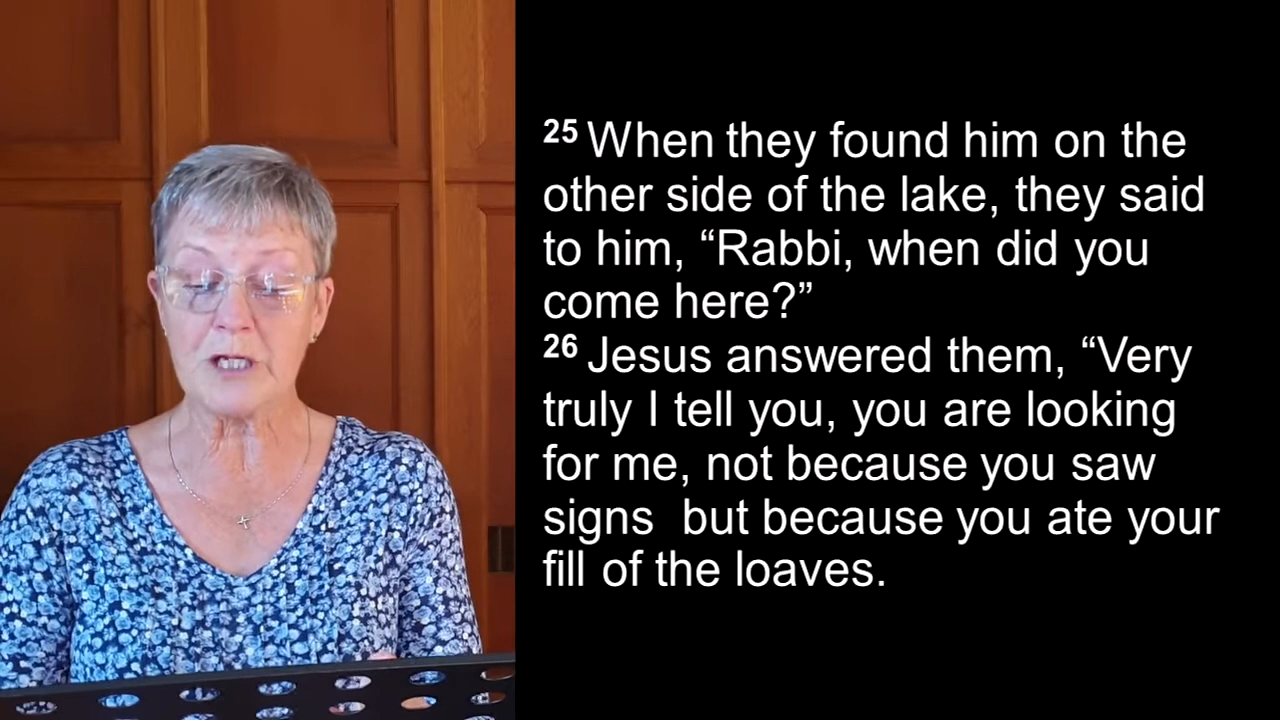 25 When they found him on the
other side of the lake, they said
to him, “Rabbi, when did you
come here?”
26 Jesus answered them, “Very
truly I tell you, you are looking
for me, not because you saw
signs  but because you ate your
fill of the loaves.